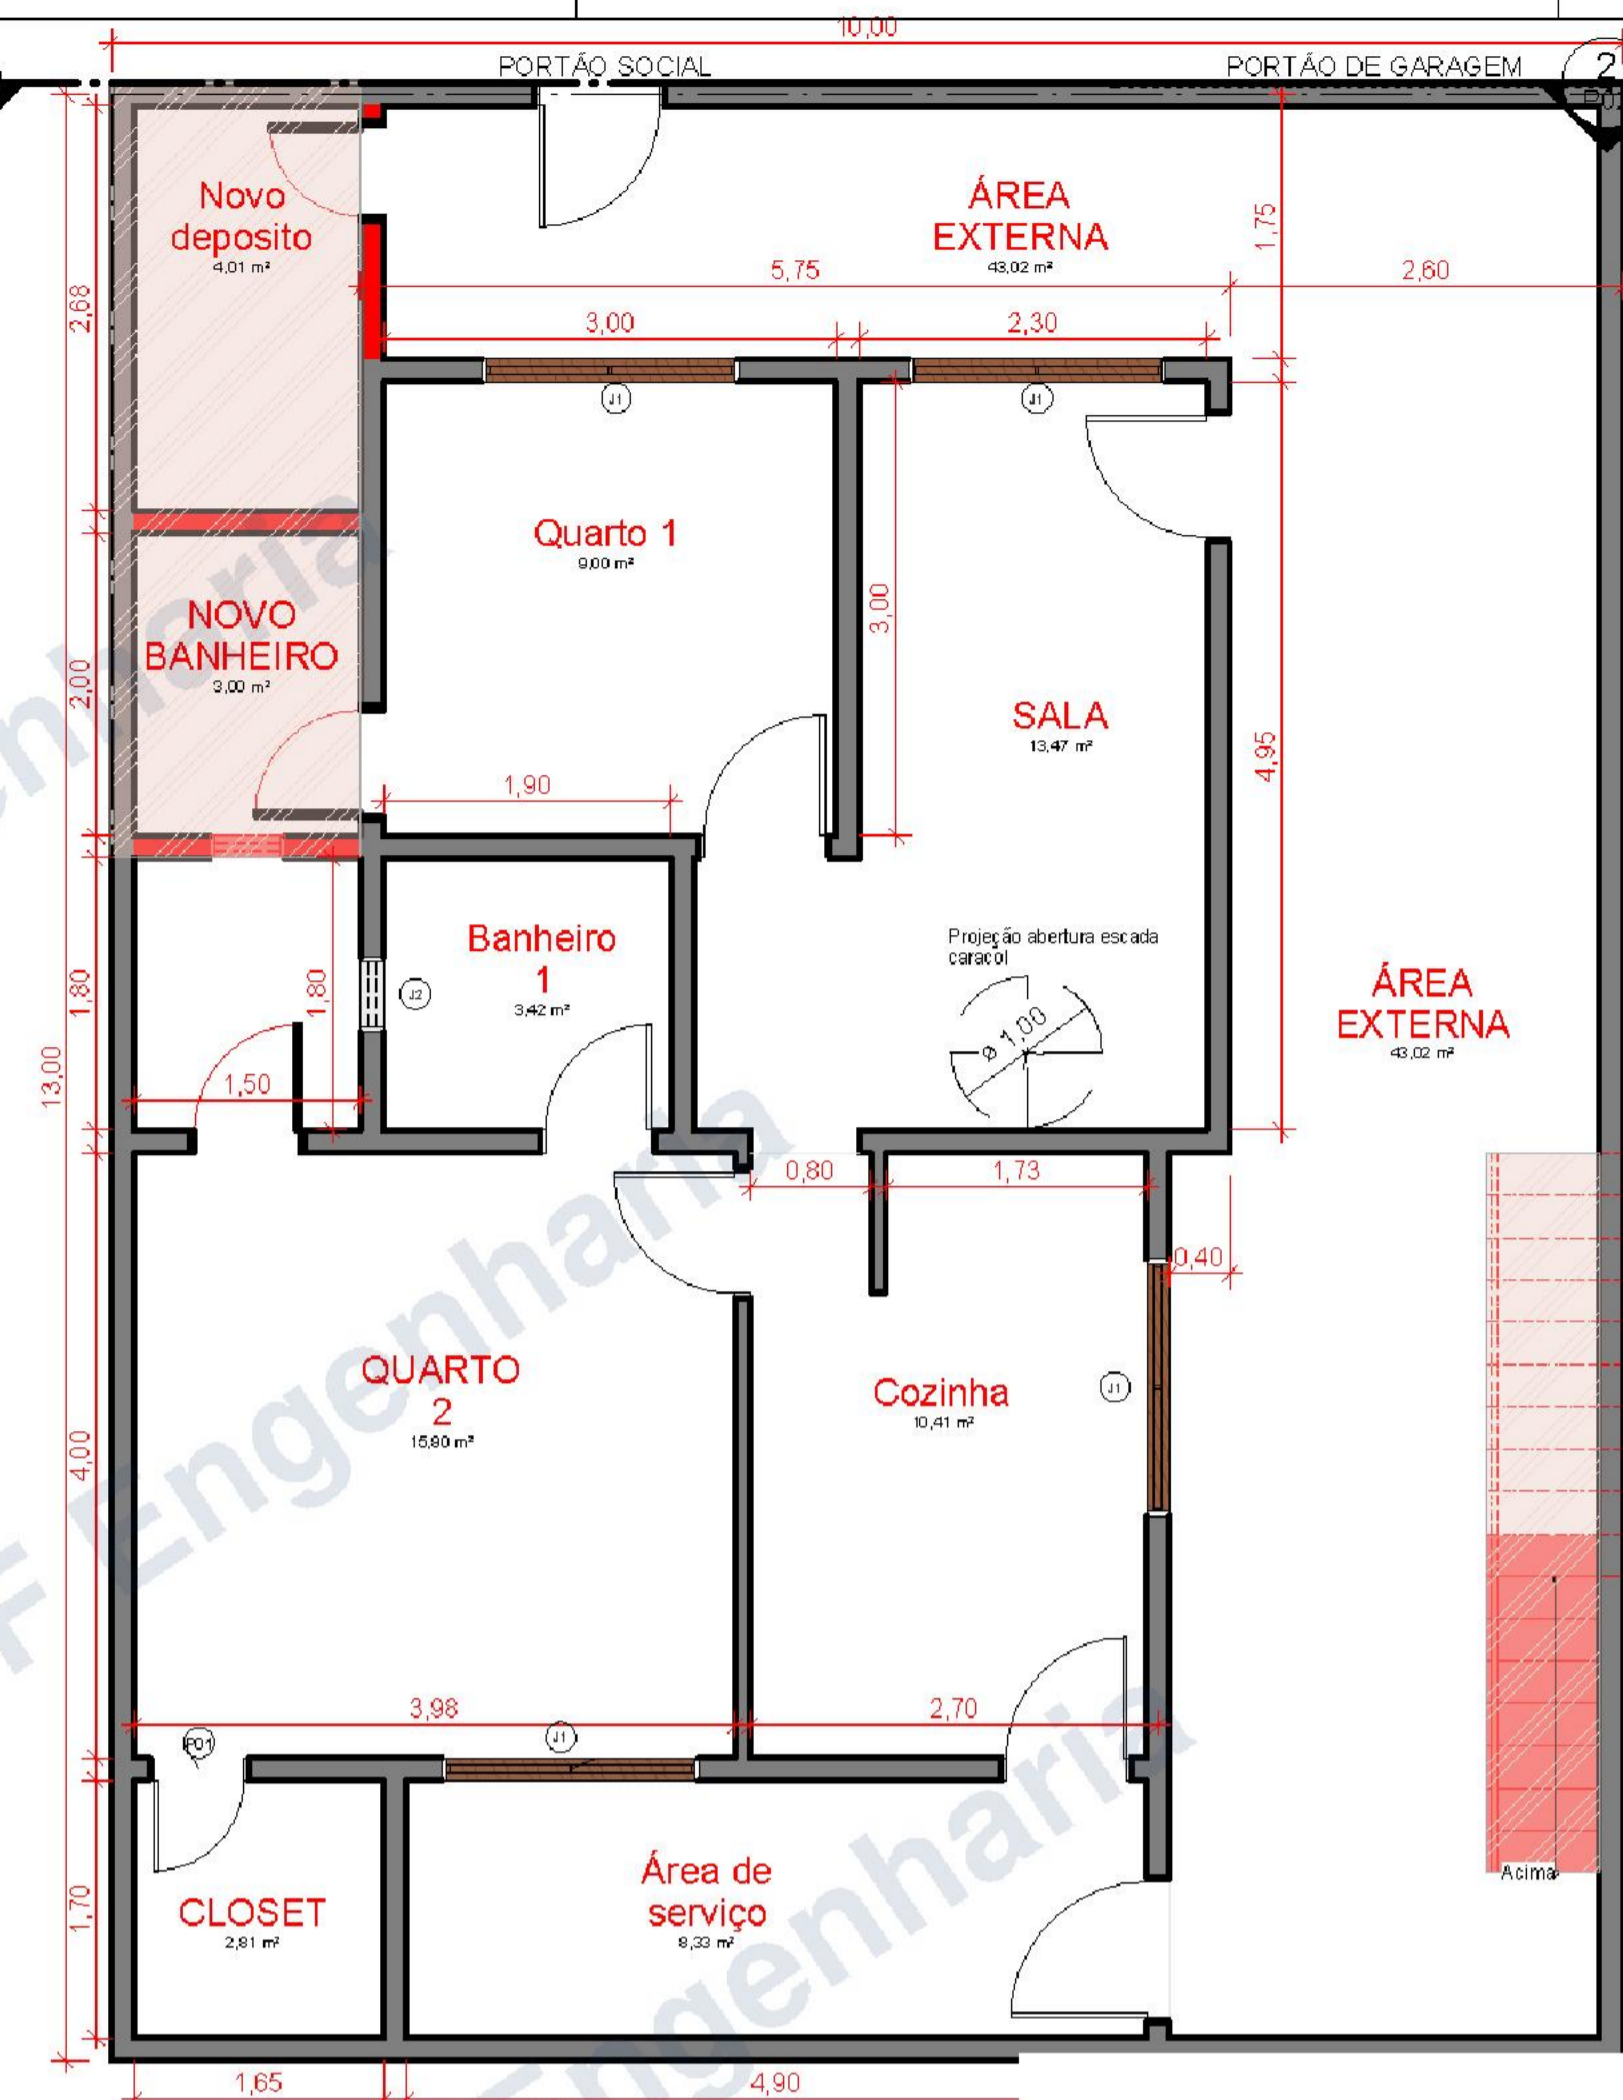 10,00
PORTÃO SOCIAL
PORTÃO DE GARAGEM
2
Novo
deposito
4,01 m²
ÁREA
EXTERNA
43,02 m²
1,75
5,75
2,60
2,68
3,00
2,30
J1
J1
Quarto 1
9,00 m²
3,00
NOVO
BANHEIRO
3,00 m²
2,00
SALA
13,47 m²
4,95
1,90
Banheiro
1
3,42 m²
J2
Projeção abertura escada
caracol
ø 1,00
1,80
1,80
ÁREA
EXTERNA
43,02 m²
13,00
1,50
0,80
1,73
0,40
QUARTO
2
15,90 m²
Cozinha
10,41 m²
J1
4,00
3,98
2,70
P01
J1
CLOSET
2,81 m²
Área de
serviço
8,33 m²
Acima
1,70
1,65
4,90
enharia
F Engenharia
Engenharia